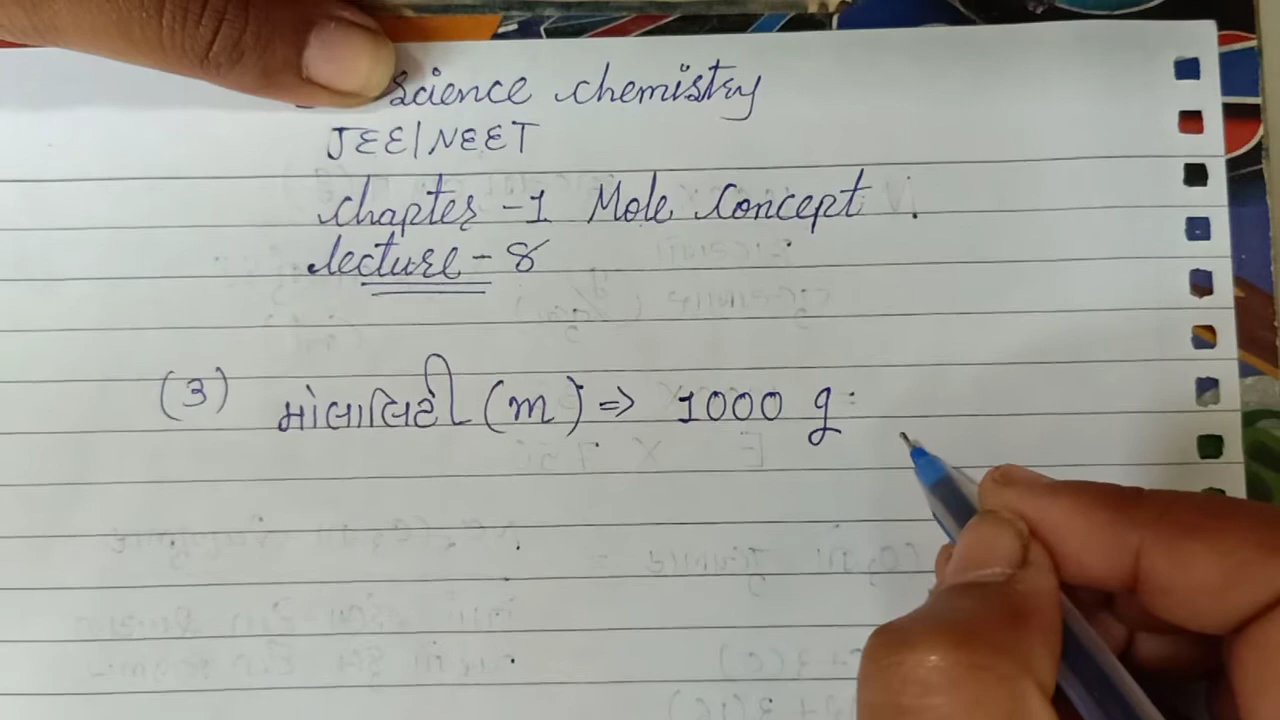 science chemistry
JEE/NEET
chapter -1 Mole Concept .
lecture - 8
(3) મોલાલિટી (m) => 1000 g